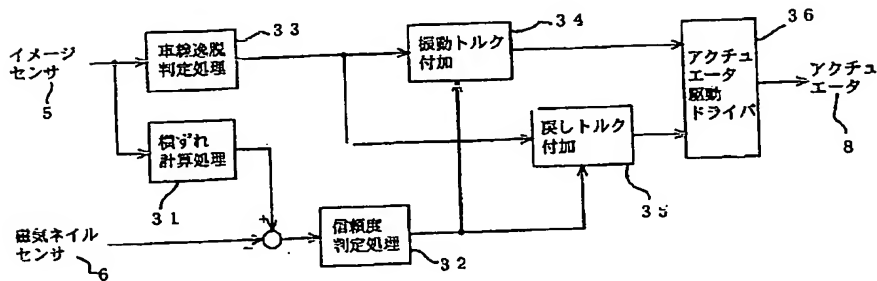 イメージ
センサ
5
車線逸脱
判定処理
33
振動トルク
付加
34
アクチュ
エータ
駆動
ドライバ
36
アクチュ
エータ
8
横ずれ
計算処理
31
戻しトルク
付加
35
磁気ネイル
センサ
6
+
-
信頼度
判定処理
32